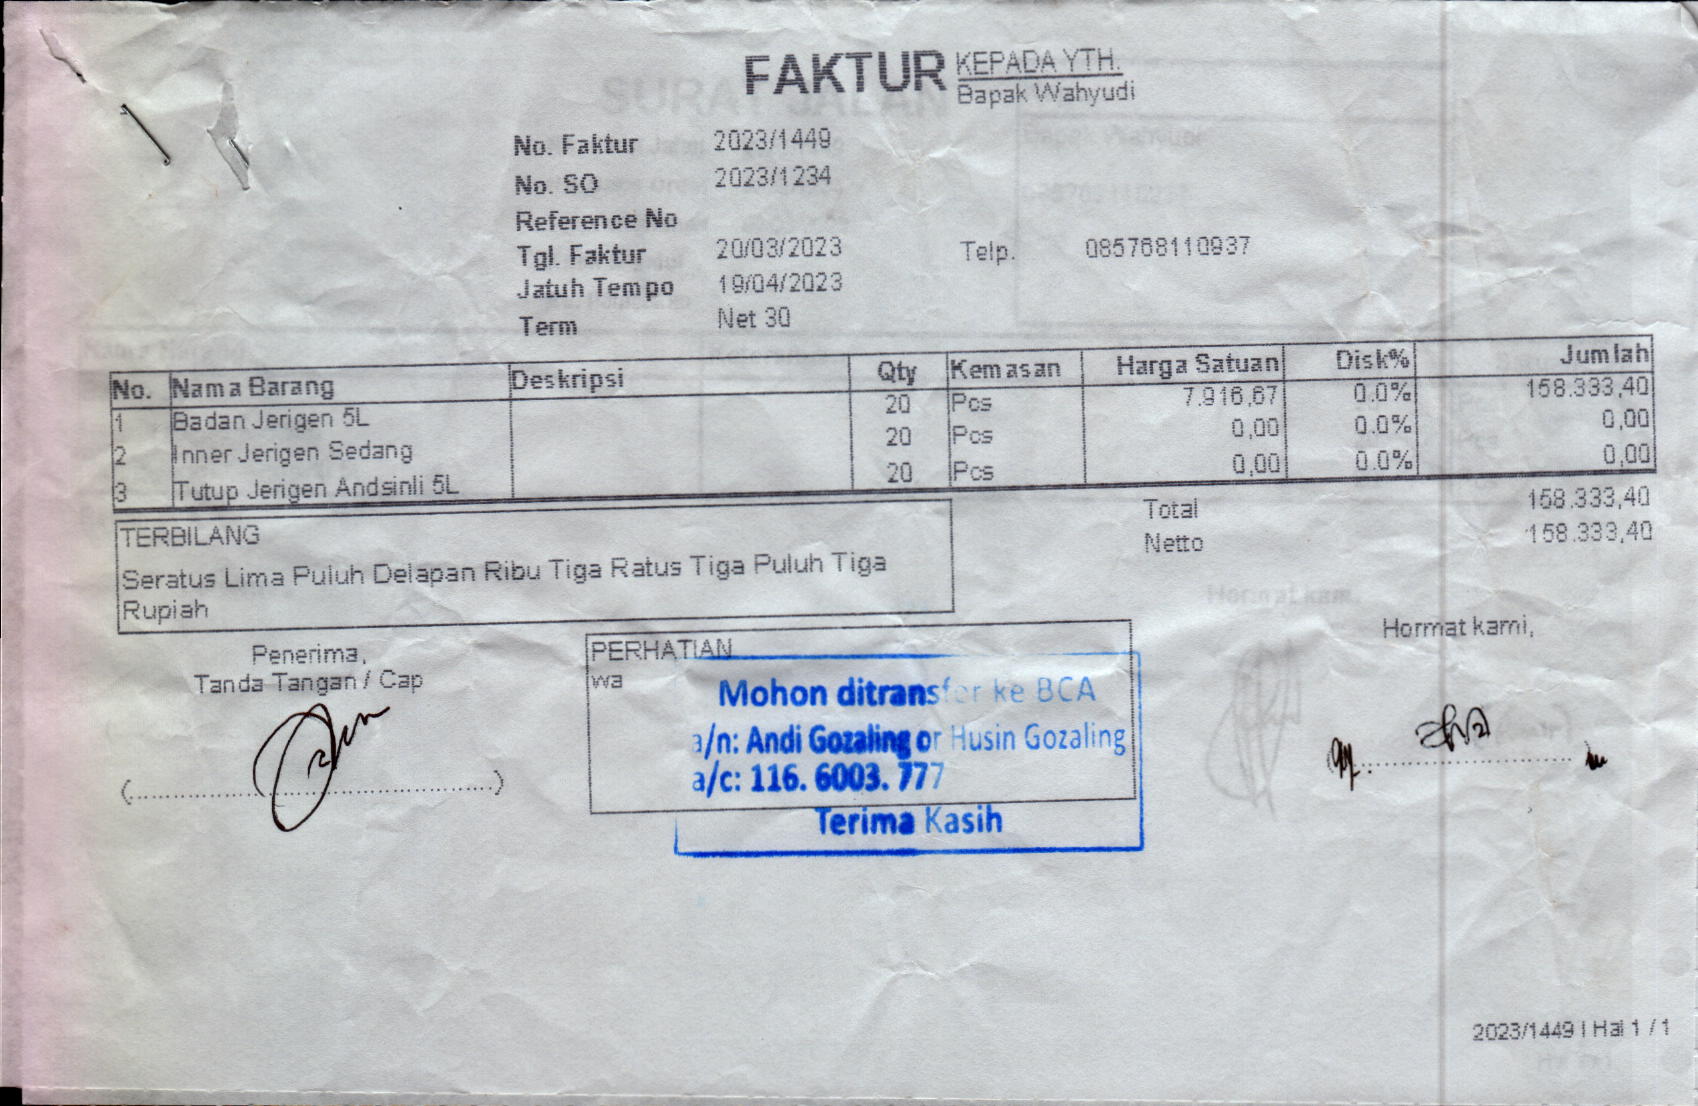 FAKTUR
KEPADA YTH.
Bapak Wahyudi
No. Faktur 2023/1449
No. SO 2023/1234
Reference No
Tgl. Faktur 20/03/2023 Telp. 085768110937
Jatuh Tempo 19/04/2023
Term Net 30
No. Nama Barang Deskripsi Qty Kemasan Harga Satuan Disk% Jumlah
1 Badan Jerigen 5L 20 Pcs 7.916,67 0.0% 158.333,40
2 Inner Jerigen Sedang 20 Pcs 0,00 0.0% 0,00
3 Tutup Jerigen Andsinli 5L 20 Pcs 0,00 0.0% 0,00
Total 158.333,40
Netto 158.333,40
TERBILANG
Seratus Lima Puluh Delapan Ribu Tiga Ratus Tiga Puluh Tiga
Rupiah
Penerima,
Tanda Tangan / Cap
PERHATIAN
wa
Mohon ditransfer ke BCA
a/n: Andi Gozaling or Husin Gozaling
a/c: 116. 6003. 777
Terima Kasih
Hormat kami,
2023/1449 | Hal 1 / 1